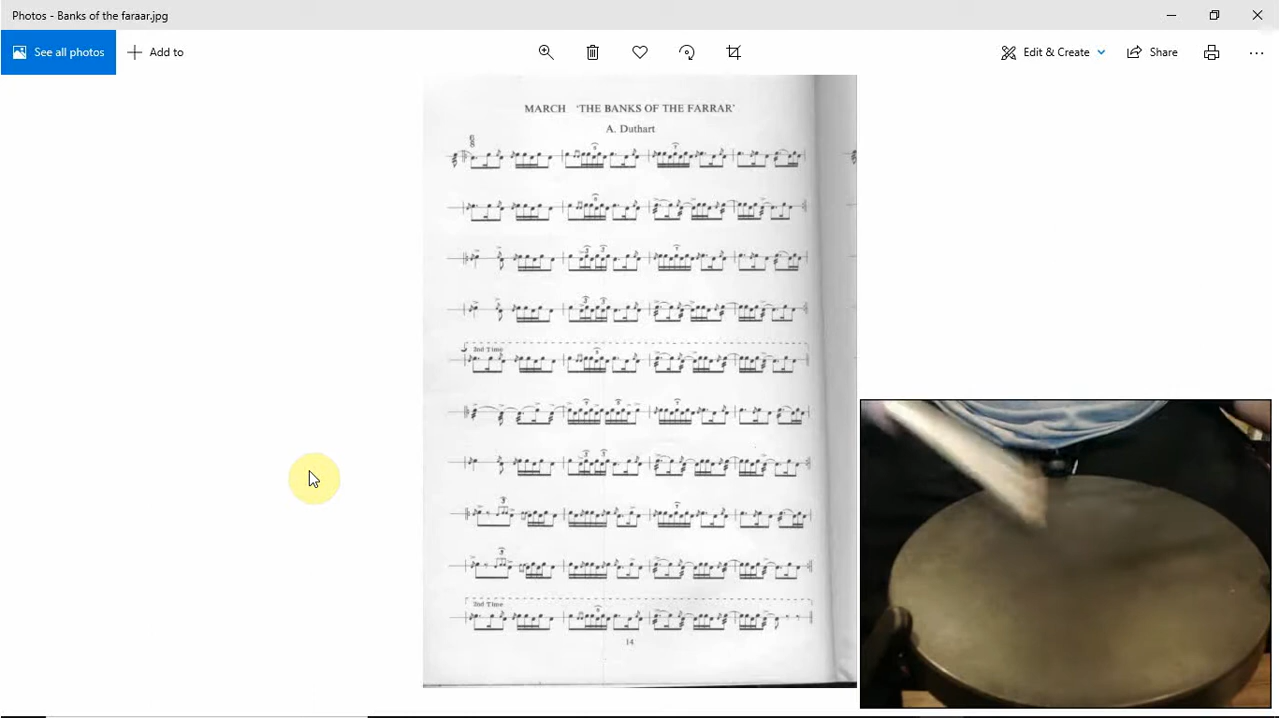 Photos - Banks of the faraar.jpg
See all photos
Add to
Edit & Create
Share
MARCH 'THE BANKS OF THE FARRAR'
A. Duthart
2nd Time
2nd Time
14